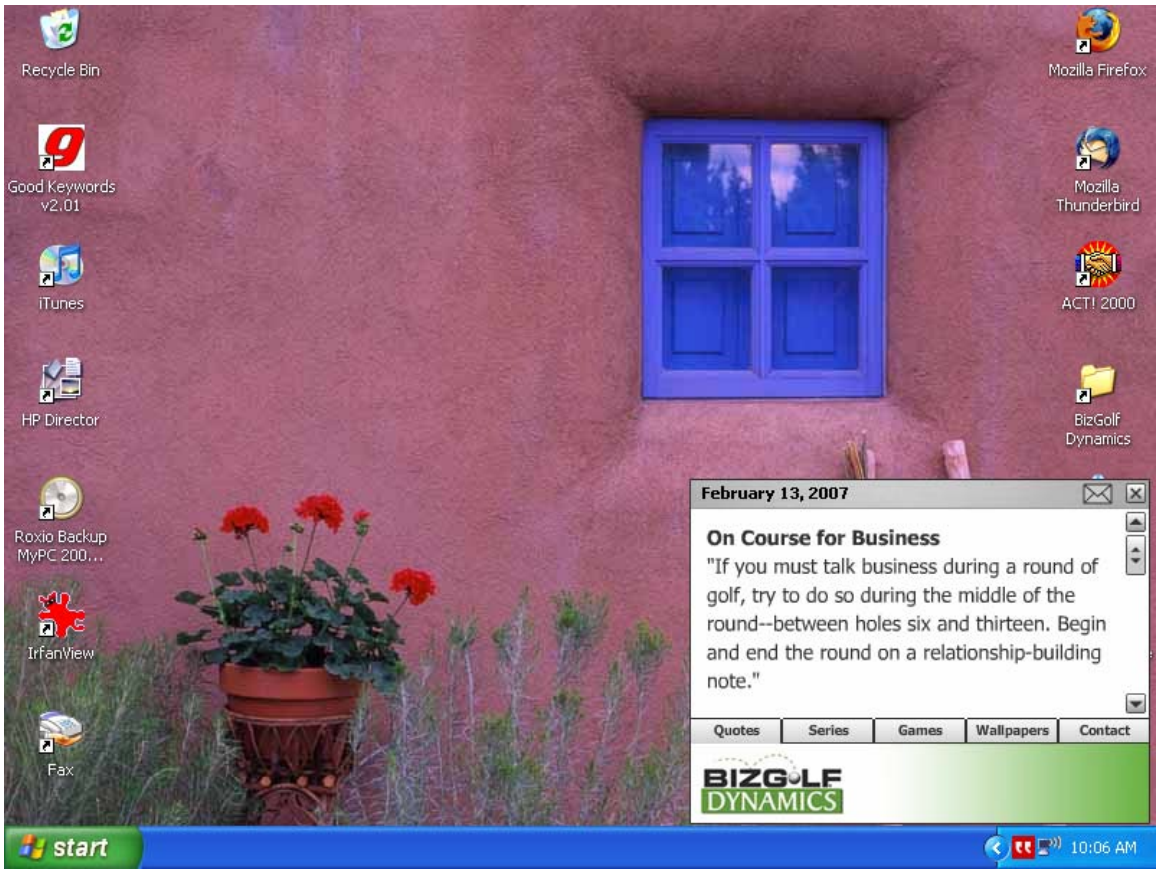 Recycle Bin
Good Keywords
v2.01
iTunes
HP Director
Roxio Backup
MyPC 200...
IrfanView
Fax
Mozilla Firefox
Mozilla
Thunderbird
ACT! 2000
BizGolf
Dynamics
February 13, 2007
On Course for Business
"If you must talk business during a round of
golf, try to do so during the middle of the
round--between holes six and thirteen. Begin
and end the round on a relationship-building
note."
Quotes
Series
Games
Wallpapers
Contact
BIZGOLF
DYNAMICS
start
10:06 AM